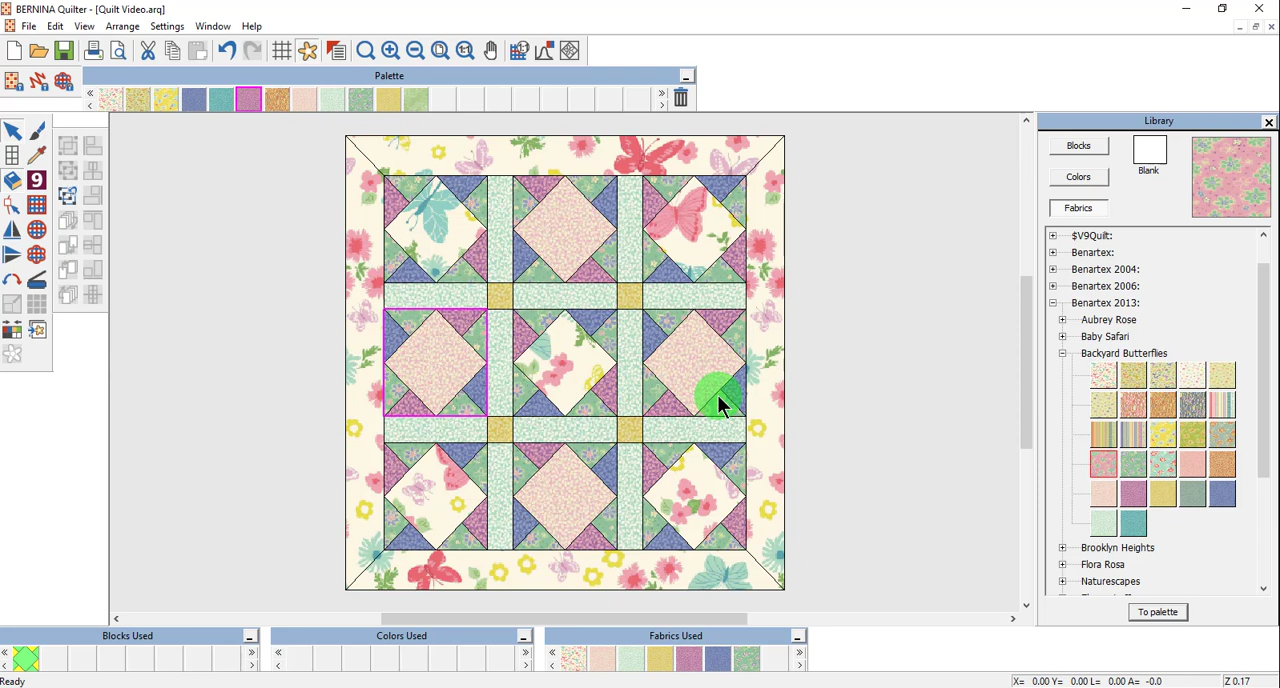 BERNINA Quilter - [Quilt Video.arq]
File Edit View Arrange Settings Window Help
Palette
Library
Blocks
Colors
Fabrics
Blank
$V9Quilt:
Benartex:
Benartex 2004:
Benartex 2006:
Benartex 2013:
Aubrey Rose
Baby Safari
Backyard Butterflies
Brooklyn Heights
Flora Rosa
Naturescapes
To palette
Blocks Used
Colors Used
Fabrics Used
Ready
X= 0.00 Y= 0.00 L= 0.00 A= -0.0
Z 0.17